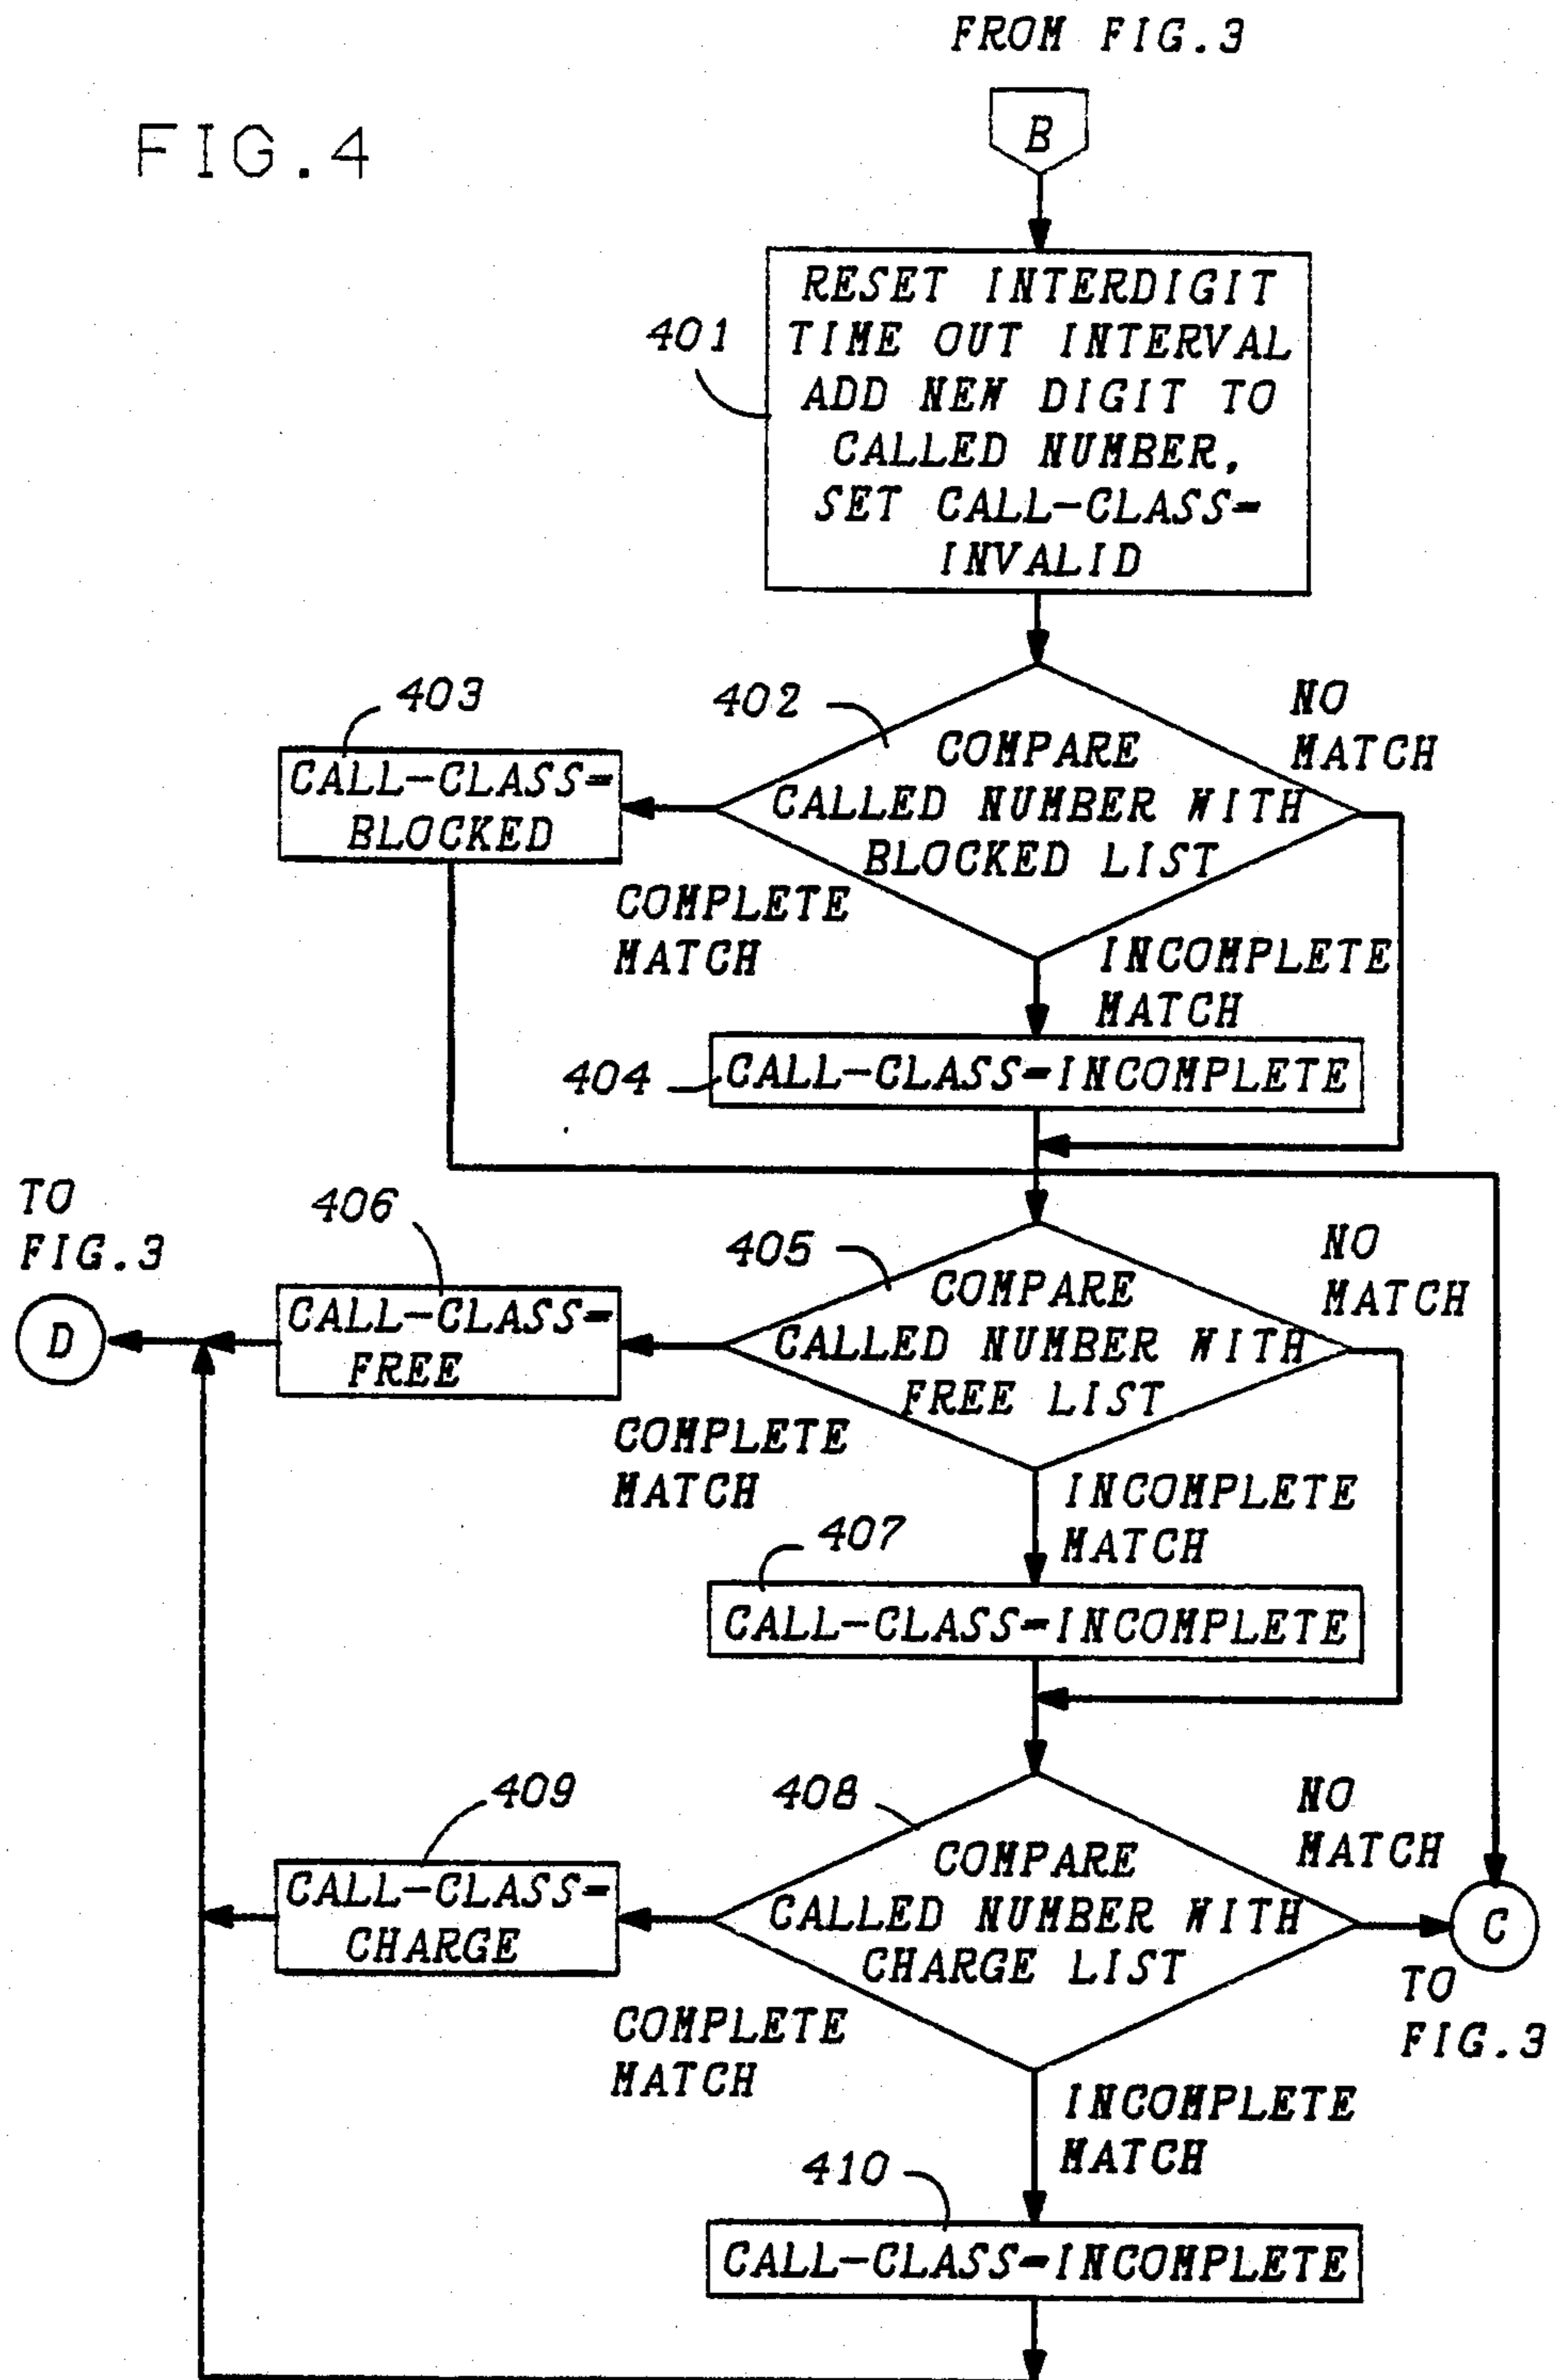 FROM FIG.3
B
FIG.4
401
RESET INTERDIGIT
TIME OUT INTERVAL
ADD NEW DIGIT TO
CALLED NUMBER,
SET CALL-CLASS=
INVALID
403
402
NO
MATCH
CALL-CLASS=
BLOCKED
COMPARE
CALLED NUMBER WITH
BLOCKED LIST
COMPLETE
MATCH
INCOMPLETE
MATCH
404
CALL-CLASS=INCOMPLETE
TO
FIG.3
D
406
405
NO
MATCH
CALL-CLASS=
FREE
COMPARE
CALLED NUMBER WITH
FREE LIST
COMPLETE
MATCH
INCOMPLETE
MATCH
407
CALL-CLASS=INCOMPLETE
409
408
NO
MATCH
CALL-CLASS=
CHARGE
COMPARE
CALLED NUMBER WITH
CHARGE LIST
C
TO
FIG.3
COMPLETE
MATCH
INCOMPLETE
MATCH
410
CALL-CLASS=INCOMPLETE